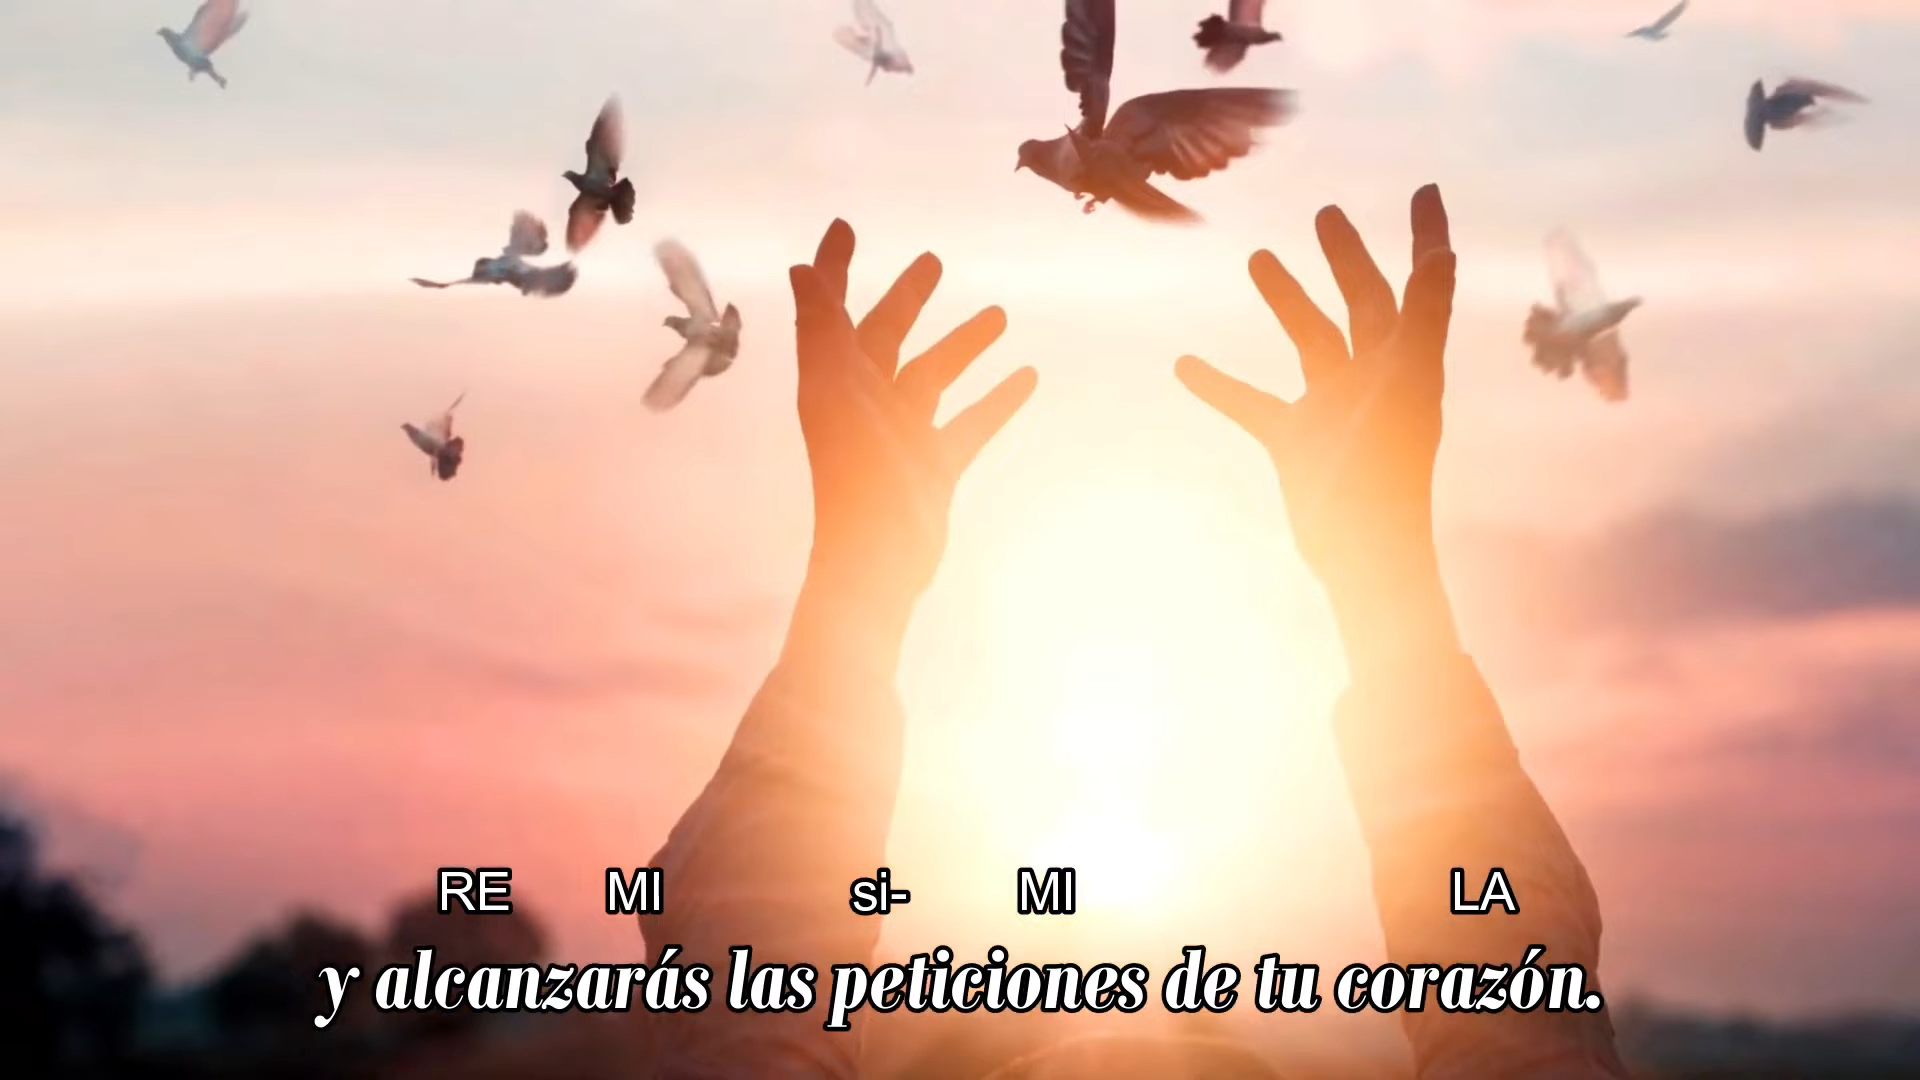 RE MI si- MI LA
y alcanzarás las peticiones de tu corazón.